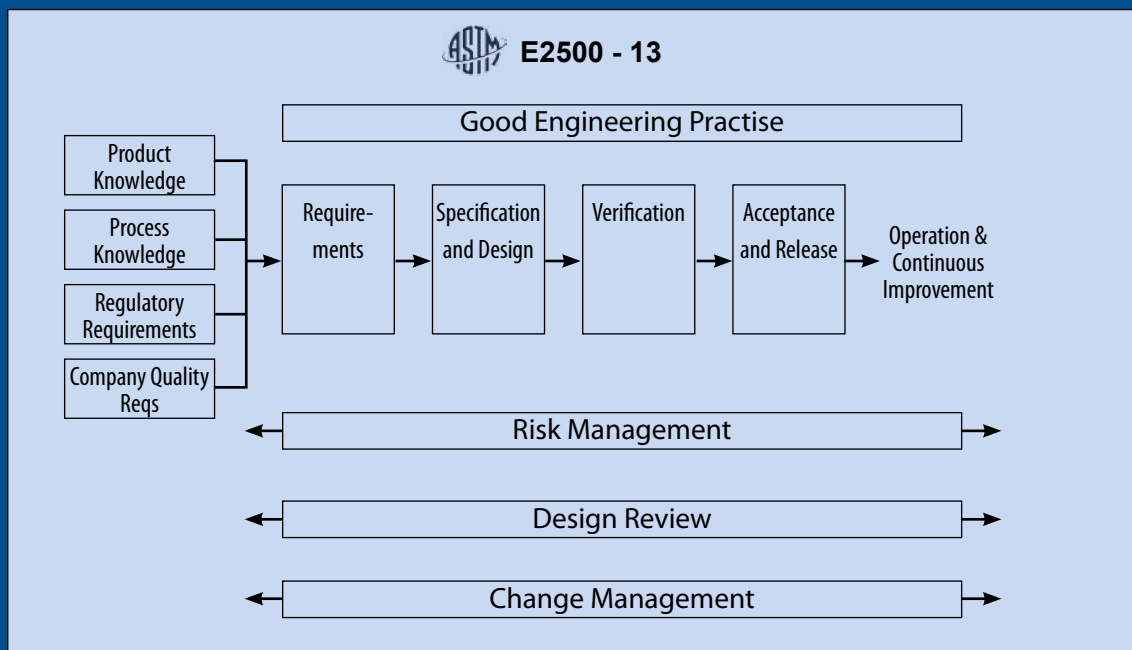 ASTM E2500 - 13
Good Engineering Practise
Product
Knowledge
Process
Knowledge
Regulatory
Requirements
Company Quality
Reqs
Require-
ments
Specification
and Design
Verification
Acceptance
and Release
Operation &
Continuous
Improvement
Risk Management
Design Review
Change Management